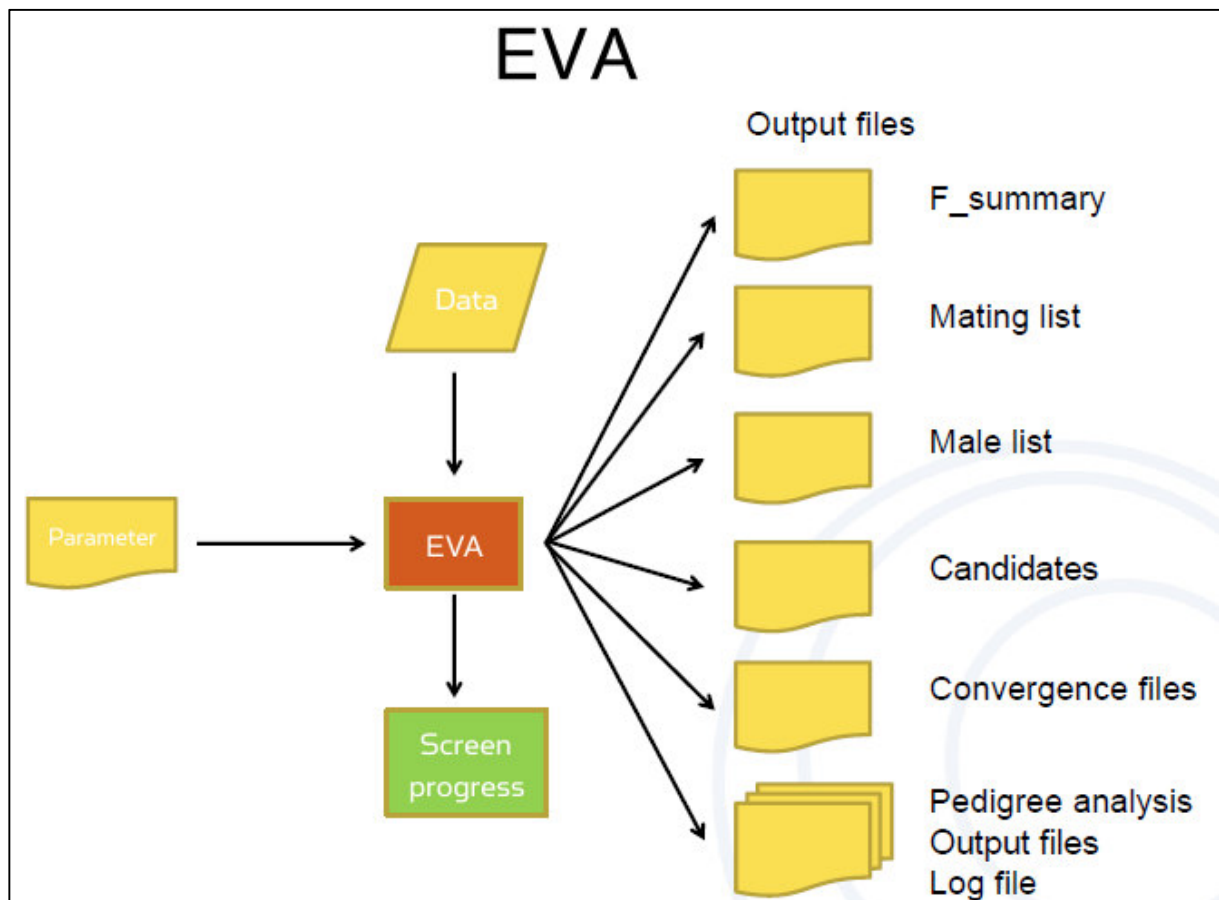 EVA
Output files
F_summary
Data
Mating list
Male list
Parameter
EVA
Candidates
Screen
progress
Convergence files
Pedigree analysis
Output files
Log file